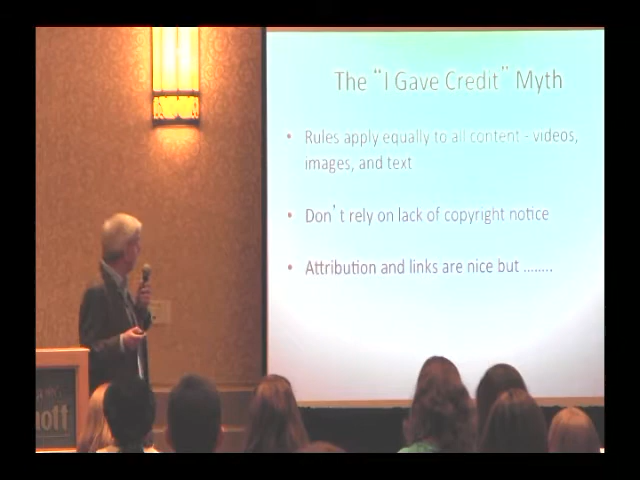 The “I Gave Credit” Myth
• Rules apply equally to all content - videos,
images, and text
• Don’t rely on lack of copyright notice
• Attribution and links are nice but ........